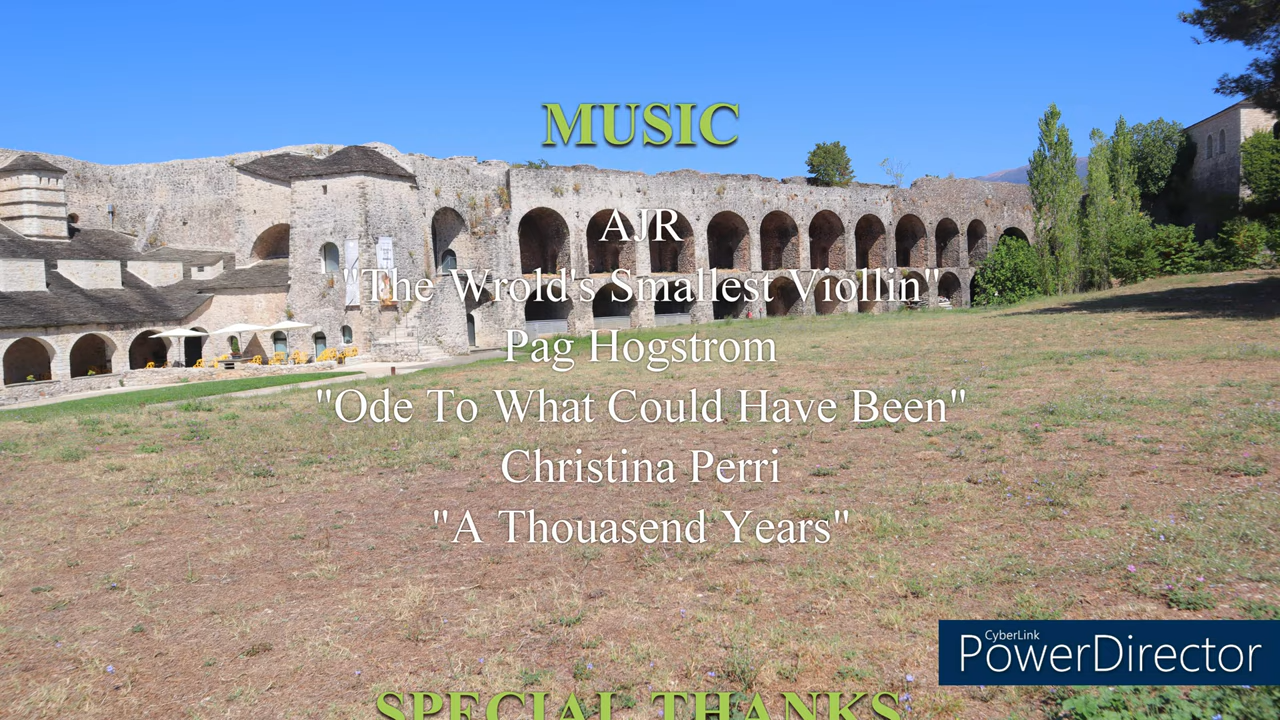 MUSIC
AJR
"The Wrold's Smallest Viollin"
Pag Hogstrom
"Ode To What Could Have Been"
Christina Perri
"A Thouasend Years"
CyberLink
PowerDirector
SPECIAL THANKS